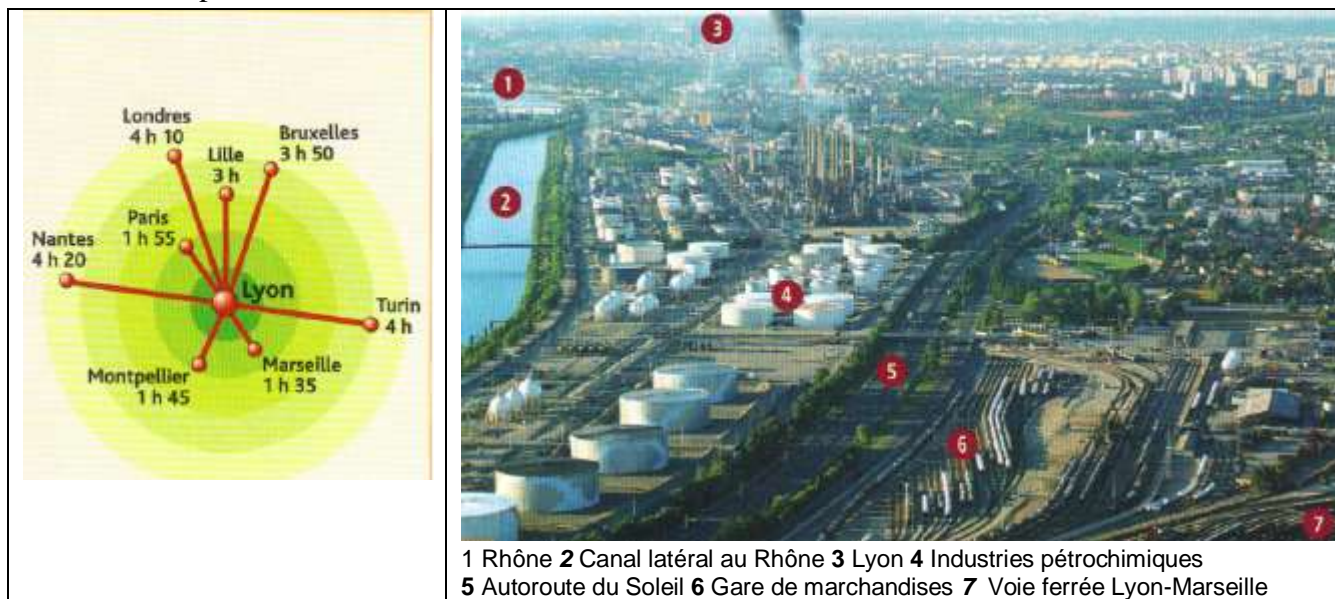 Londres
4 h 10
Bruxelles
3 h 50
Lille
3 h
Paris
1 h 55
Nantes
4 h 20
Lyon
Turin
4 h
Marseille
1 h 35
Montpellier
1 h 45
3
1
2
4
5
6
7
1 Rhône 2 Canal latéral au Rhône 3 Lyon 4 Industries pétrochimiques
5 Autoroute du Soleil 6 Gare de marchandises 7 Voie ferrée Lyon-Marseille